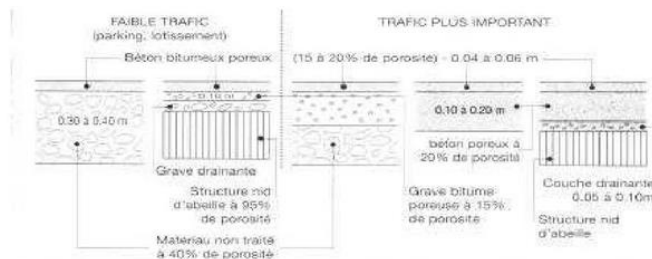 FAIBLE TRAFIC
(parking, lotissement)
TRAFIC PLUS IMPORTANT
Béton bitumeux poreux
(15 à 20% de porosité) - 0.04 à 0.06 m
0.10 m
0.30 à 0.40 m
0.10 à 0.20 m
béton poreux à
20% de porosité
Grave drainante
Structure nid
d'abeille à 95%
de porosité
Grave bitume
poreuse à 15%
de porosité
Couche drainante
0.05 à 0.10m
Structure nid
d'abeille
Matériau non traité
à 40% de porosité